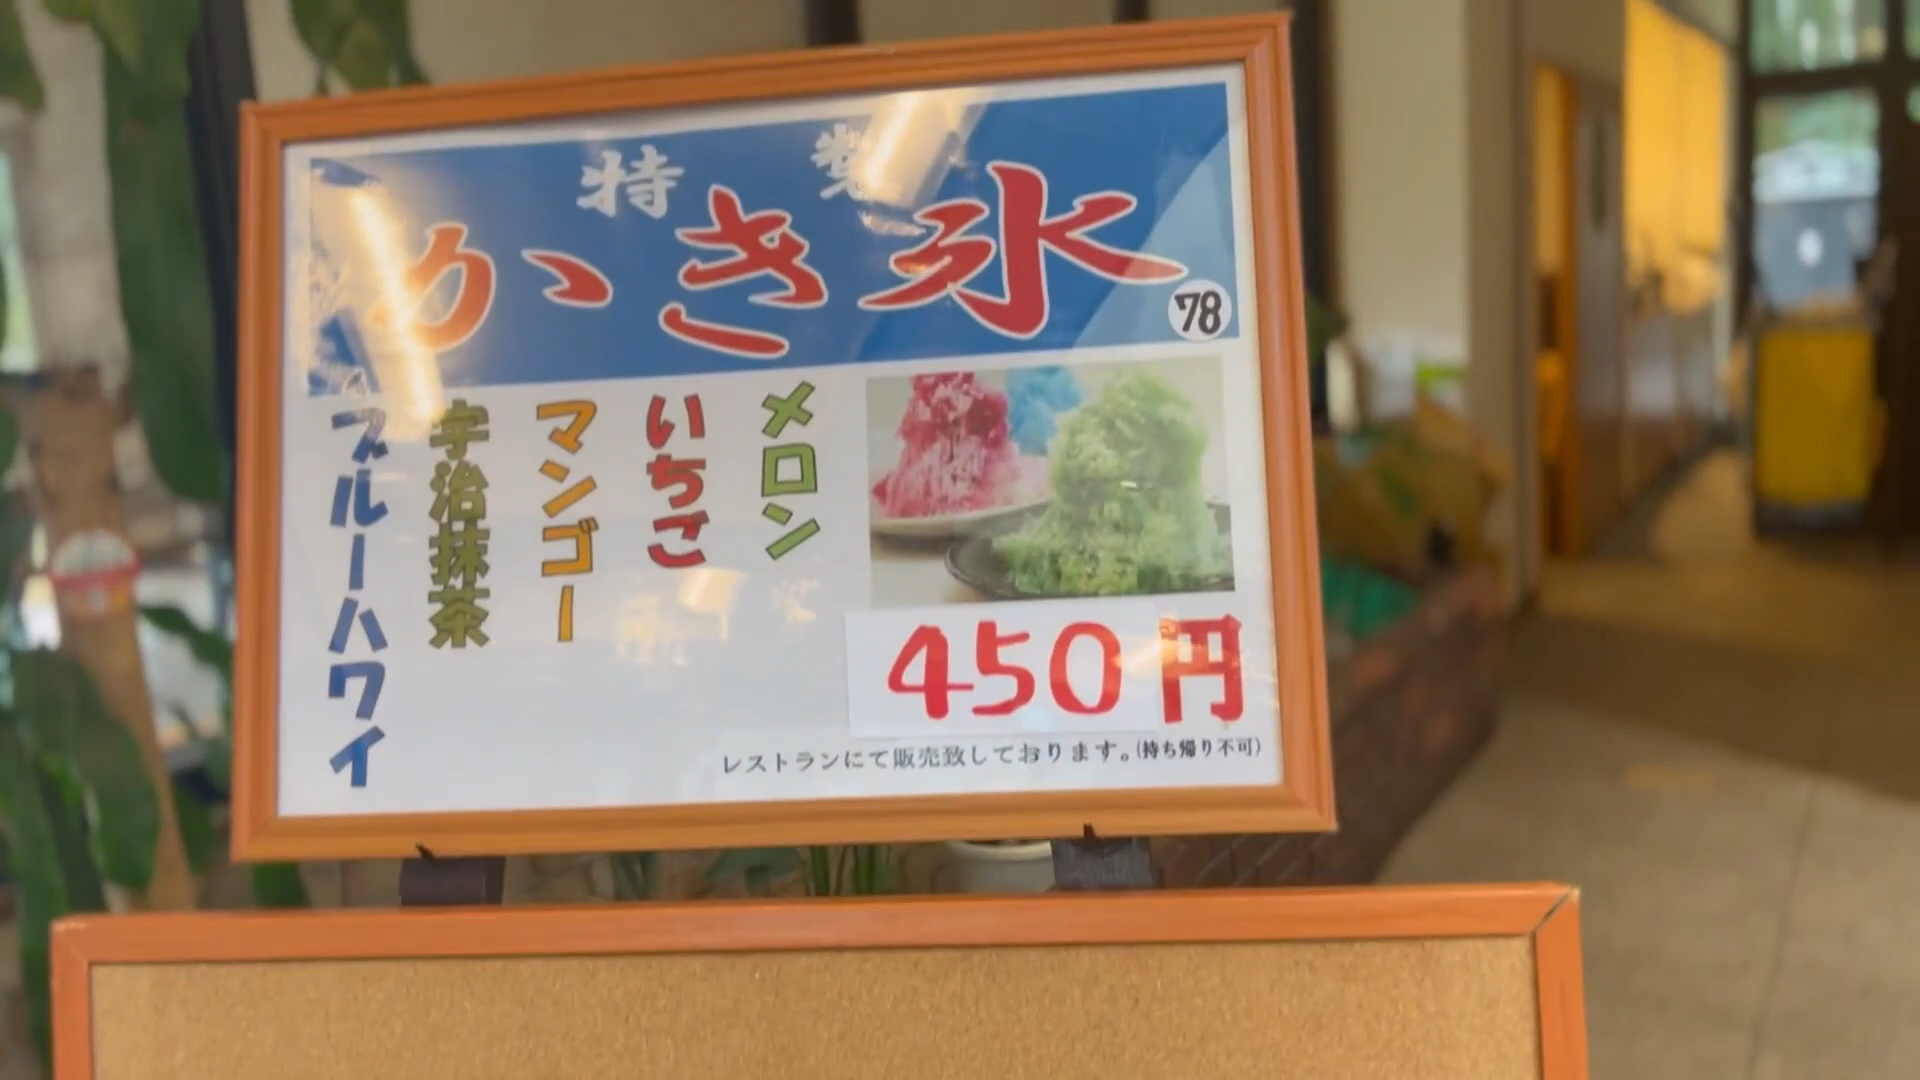 特製
かき氷
78
メロン
いちご
マンゴー
宇治抹茶
ブルーハワイ
450円
レストランにて販売致しております。(持ち帰り不可)